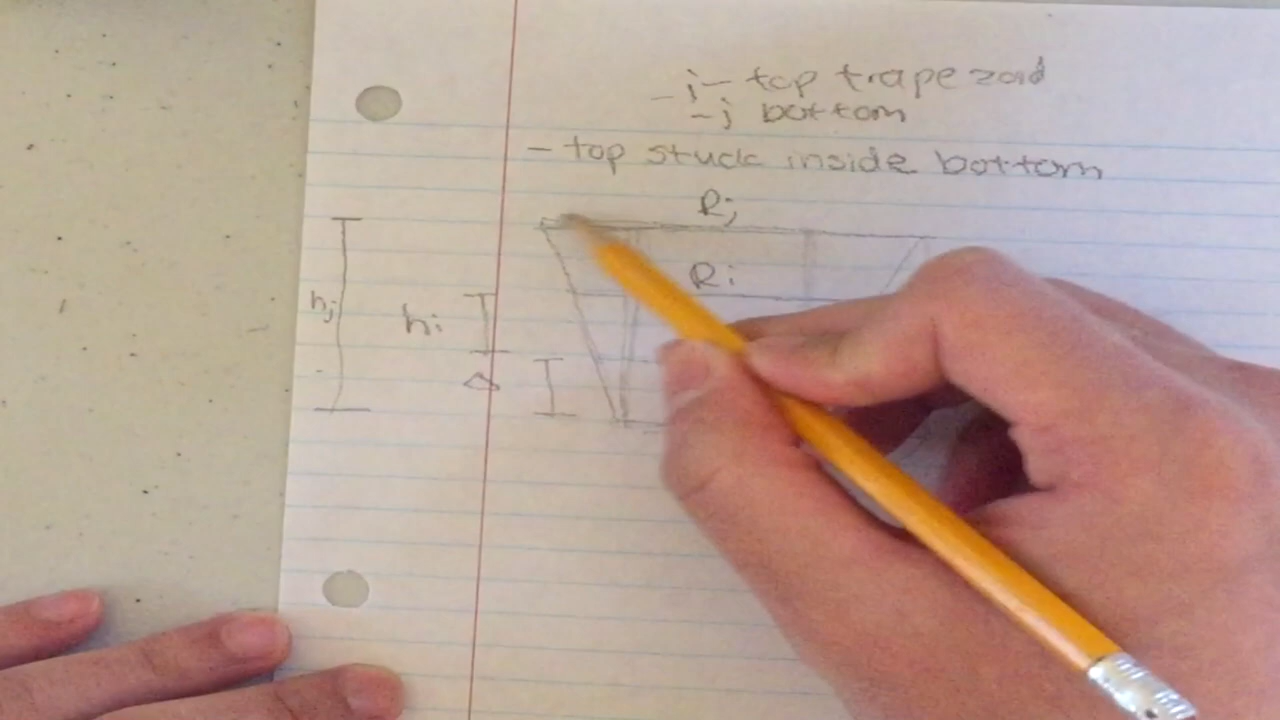 - i- top trapezoid
- j bottom
- top stuck inside bottom
Rj
Ri
hj
hi
Δ